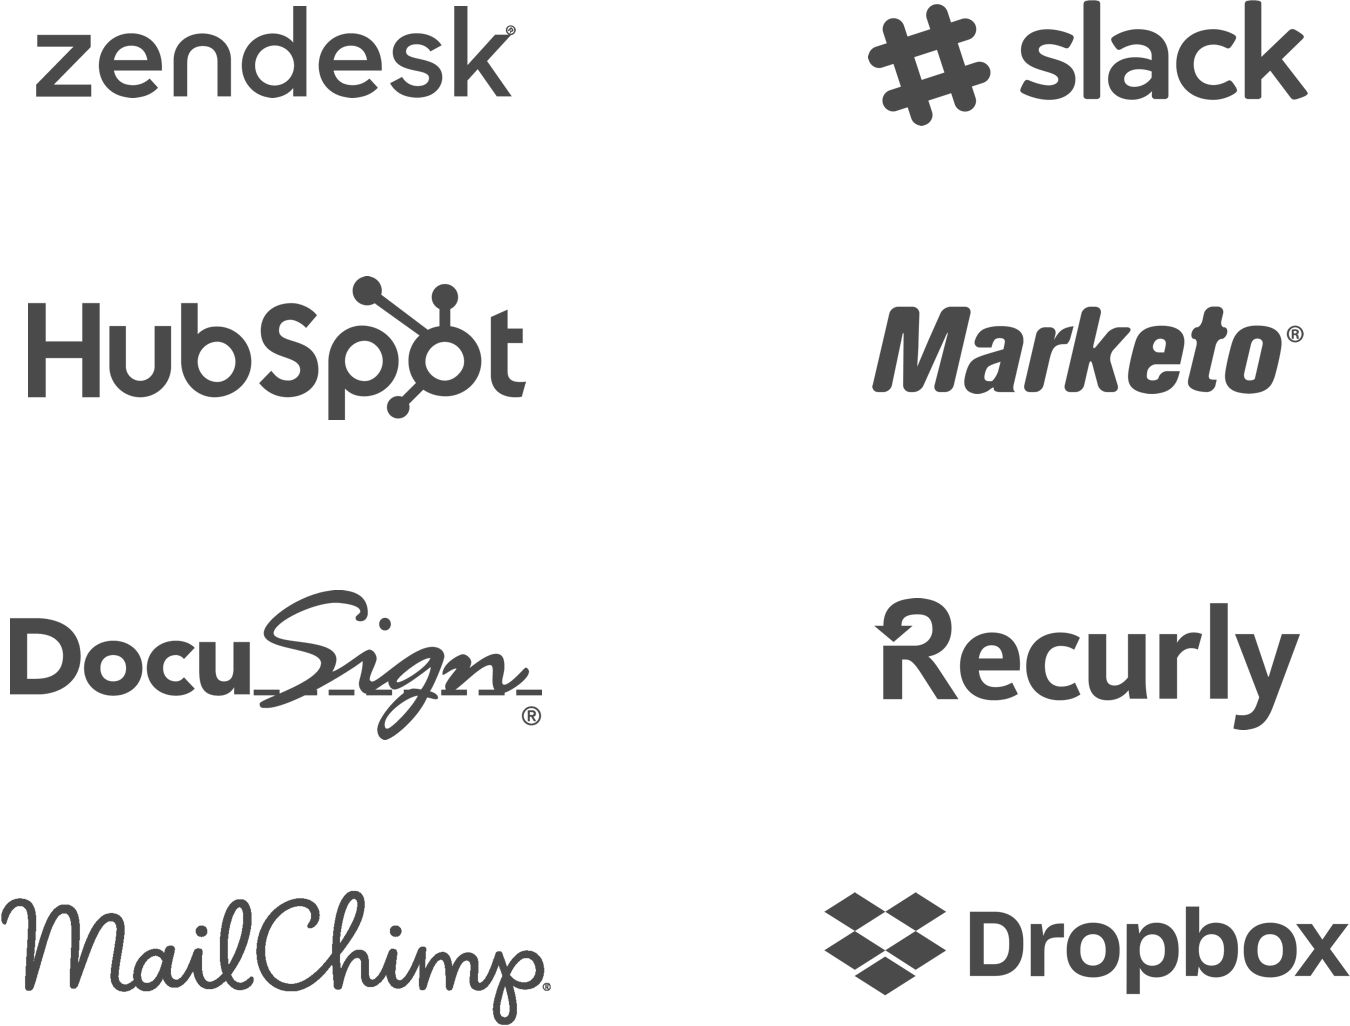 zendesk®
slack
HubSpot
Marketo®
DocuSign®
Recurly
MailChimp®
Dropbox